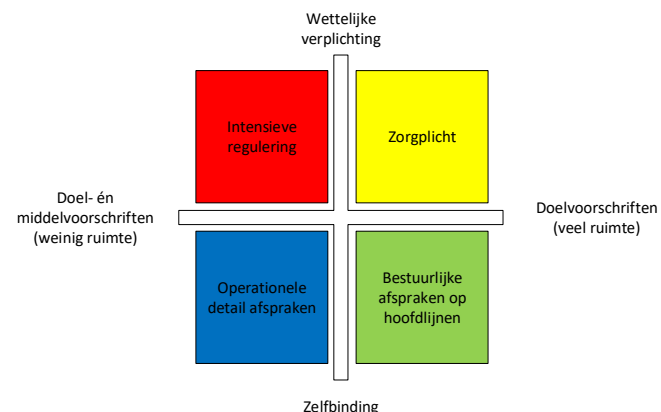 Wettelijke
verplichting
Intensieve
regulering
Zorgplicht
Doel- én
middelvoorschriften
(weinig ruimte)
Doelvoorschriften
(veel ruimte)
Operationele
detail afspraken
Bestuurlijke
afspraken op
hoofdlijnen
Zelfbinding